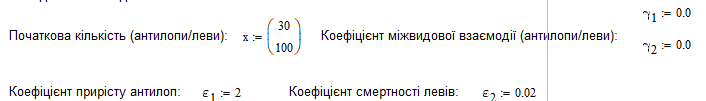 γ1 := 0.0
Початкова кількість (антилопи/леви): x := (30 100) Коефіцієнт міжвидової взаємодії (антилопи/леви):
γ2 := 0.0
Коефіцієнт прирісту антилоп: ε1 := 2 Коефіцієнт смертності левів: ε2 := 0.02